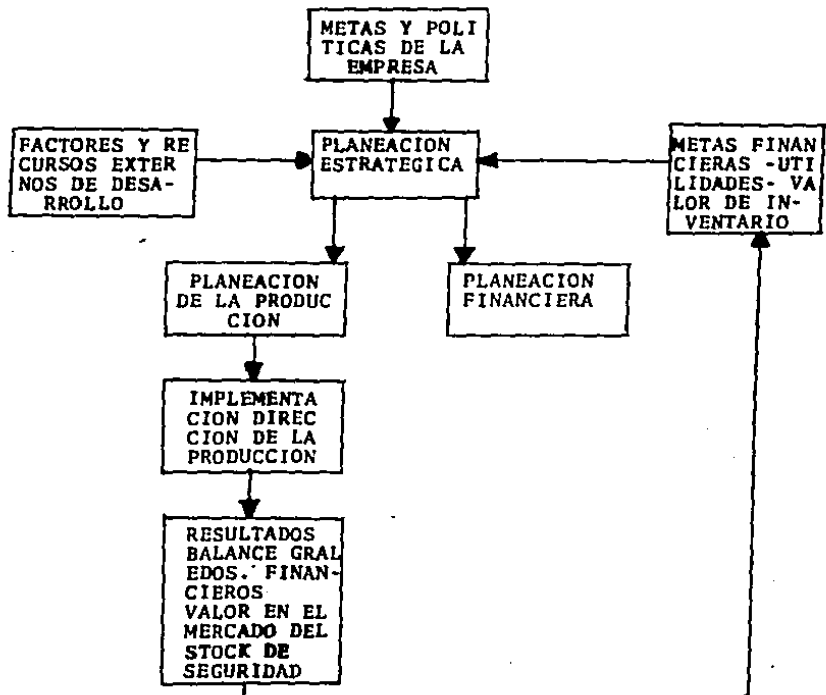 METAS Y POLI
TICAS DE LA
EMPRESA
FACTORES Y RE
CURSOS EXTER
NOS DE DESA-
RROLLO
PLANEACION
ESTRATEGICA
METAS FINAN
CIERAS -UTI
LIDADES- VA
LOR DE IN-
VENTARIO
PLANEACION
DE LA PRODUC
CION
PLANEACION
FINANCIERA
IMPLEMENTA
CION DIREC
CION DE LA
PRODUCCION
RESULTADOS
BALANCE GRAL
EDOS. FINAN-
CIEROS
VALOR EN EL
MERCADO DEL
STOCK DE
SEGURIDAD